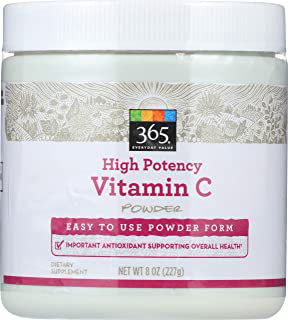 365
EVERYDAY VALUE
High Potency
Vitamin C
POWDER
EASY TO USE POWDER FORM
IMPORTANT ANTIOXIDANT SUPPORTING OVERALL HEALTH†
DIETARY
SUPPLEMENT
NET WT 8 OZ (227g)